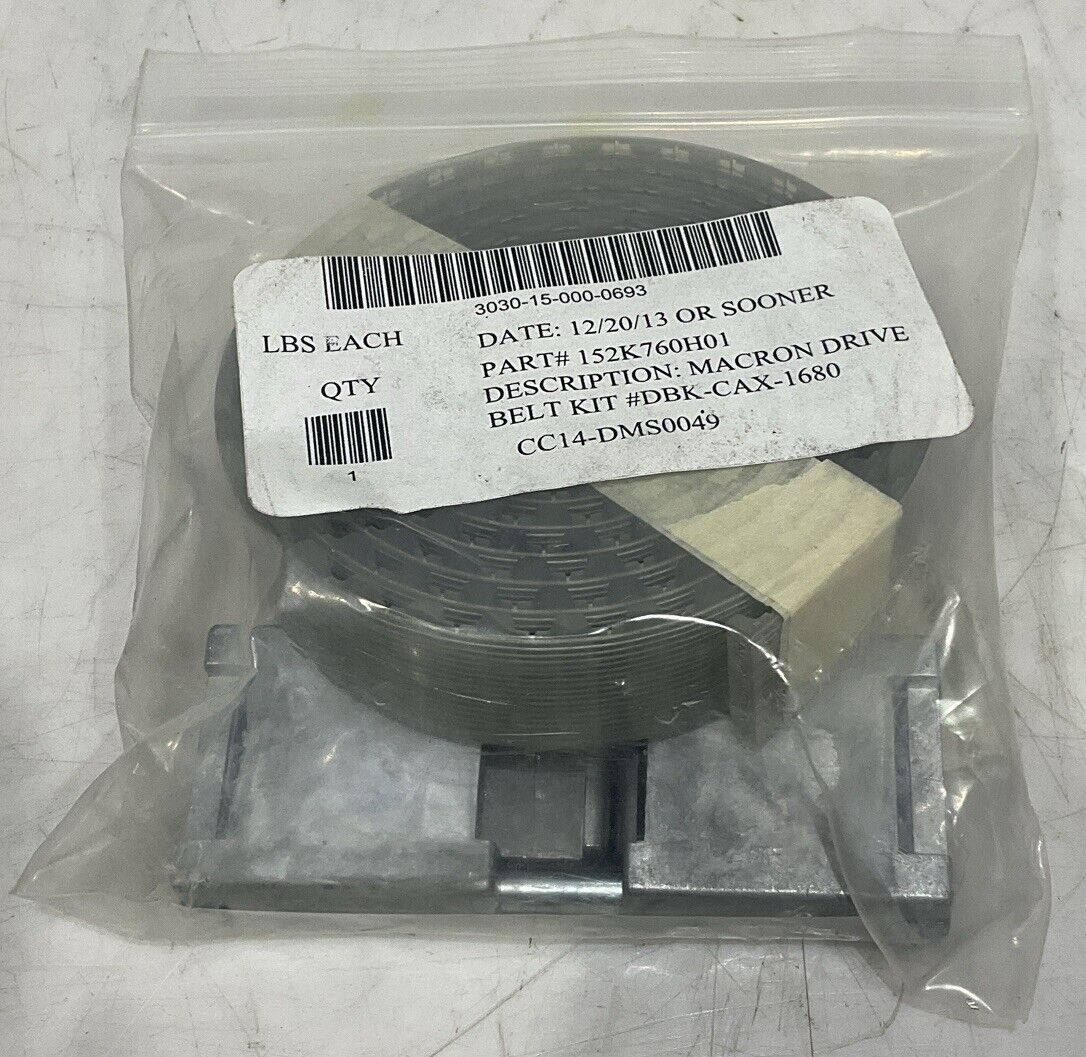 3030-15-000-0693
LBS EACH
DATE: 12/20/13 OR SOONER
PART# 152K760H01
QTY
DESCRIPTION: MACRON DRIVE
BELT KIT #DBK-CAX-1680
1
CC14-DMS0049